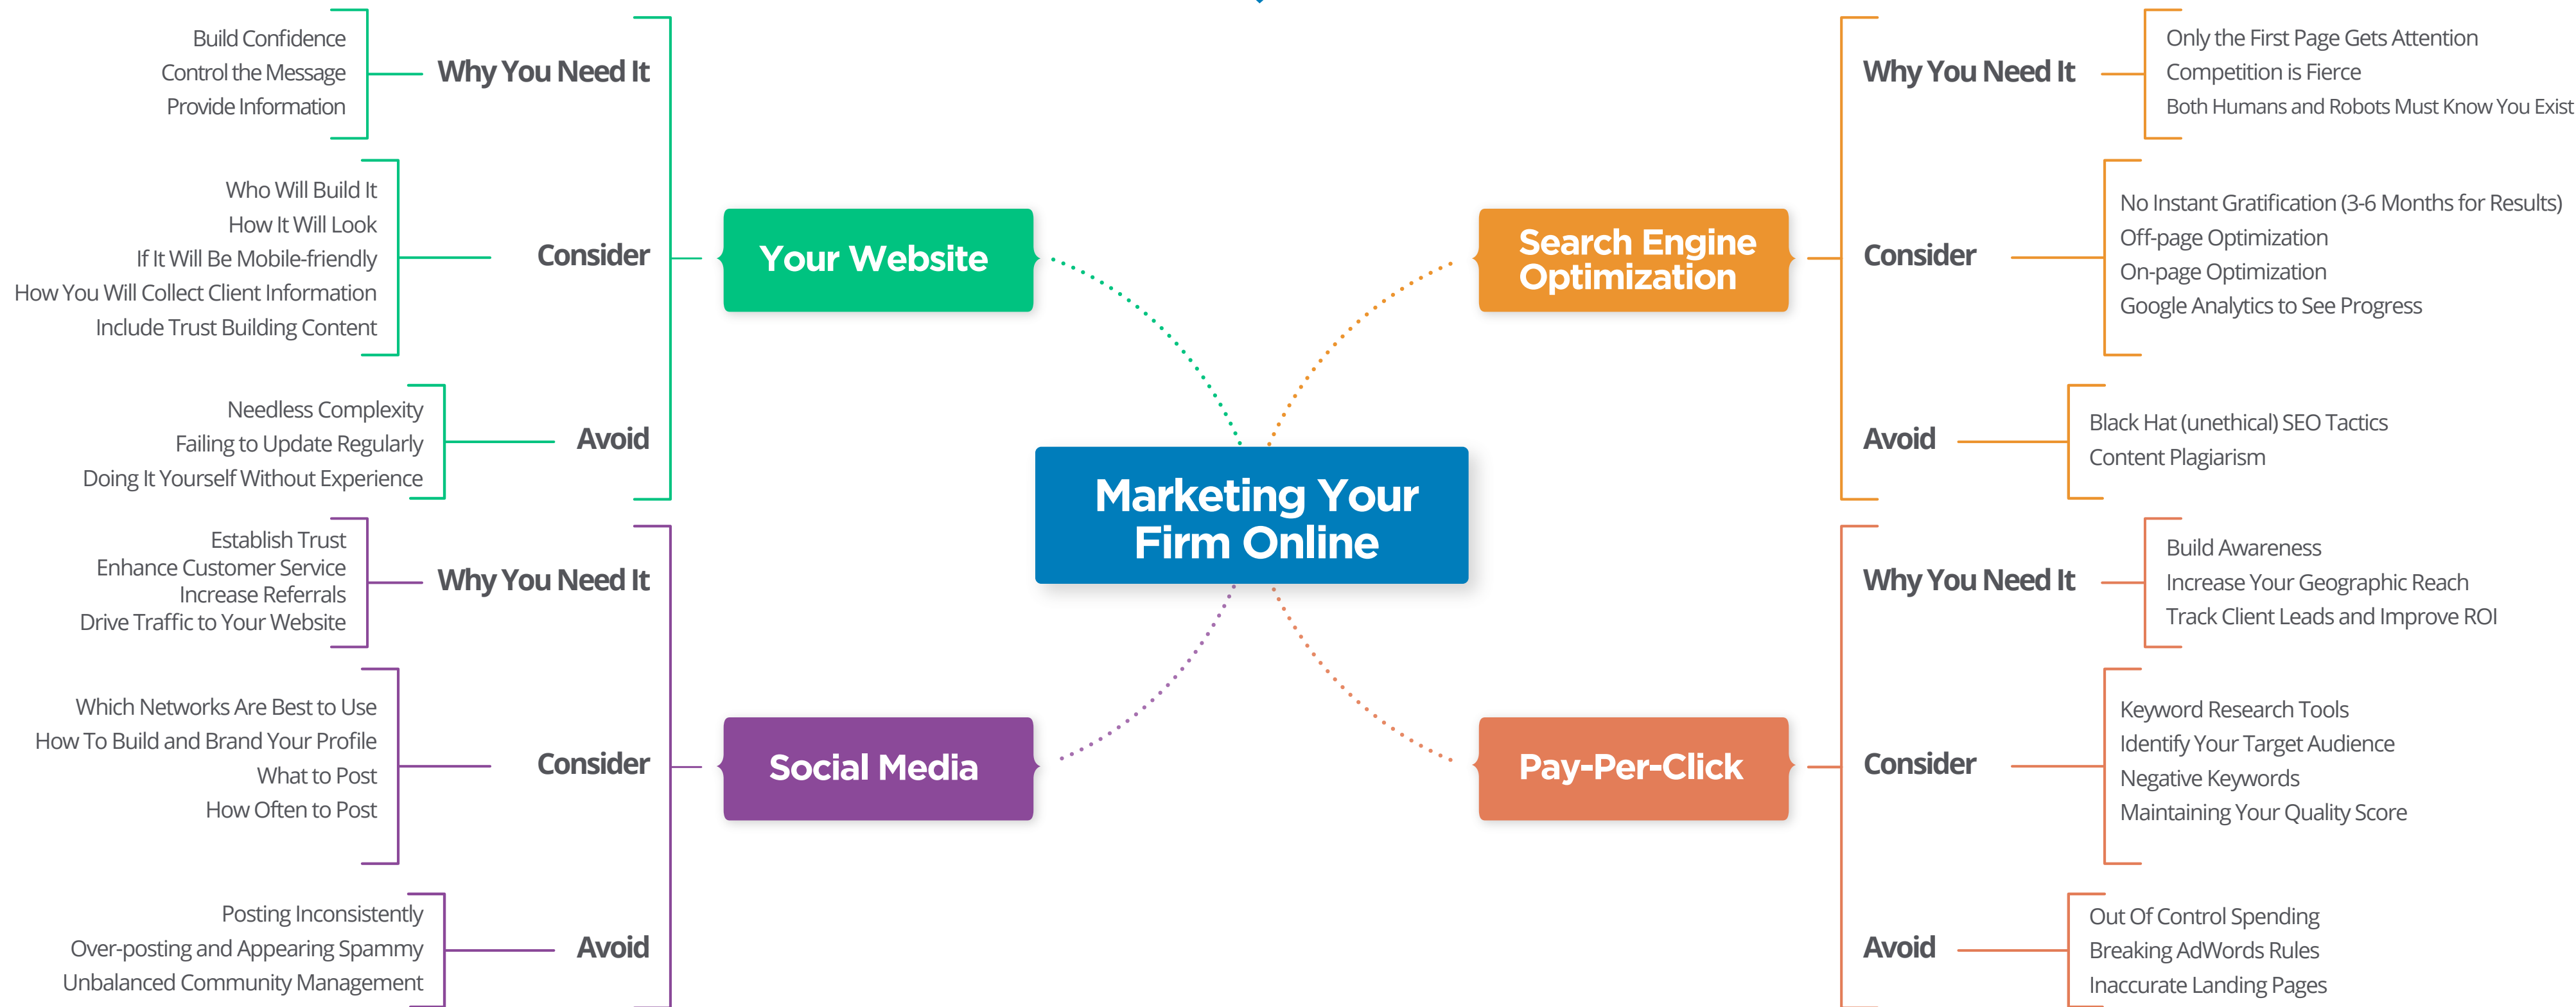 Marketing Your
Firm Online
Your Website
Why You Need It
Build Confidence
Control the Message
Provide Information
Consider
Who Will Build It
How It Will Look
If It Will Be Mobile-friendly
How You Will Collect Client Information
Include Trust Building Content
Avoid
Needless Complexity
Failing to Update Regularly
Doing It Yourself Without Experience
Social Media
Why You Need It
Establish Trust
Enhance Customer Service
Increase Referrals
Drive Traffic to Your Website
Consider
Which Networks Are Best to Use
How To Build and Brand Your Profile
What to Post
How Often to Post
Avoid
Posting Inconsistently
Over-posting and Appearing Spammy
Unbalanced Community Management
Search Engine
Optimization
Why You Need It
Only the First Page Gets Attention
Competition is Fierce
Both Humans and Robots Must Know You Exist
Consider
No Instant Gratification (3-6 Months for Results)
Off-page Optimization
On-page Optimization
Google Analytics to See Progress
Avoid
Black Hat (unethical) SEO Tactics
Content Plagiarism
Pay-Per-Click
Why You Need It
Build Awareness
Increase Your Geographic Reach
Track Client Leads and Improve ROI
Consider
Keyword Research Tools
Identify Your Target Audience
Negative Keywords
Maintaining Your Quality Score
Avoid
Out Of Control Spending
Breaking AdWords Rules
Inaccurate Landing Pages